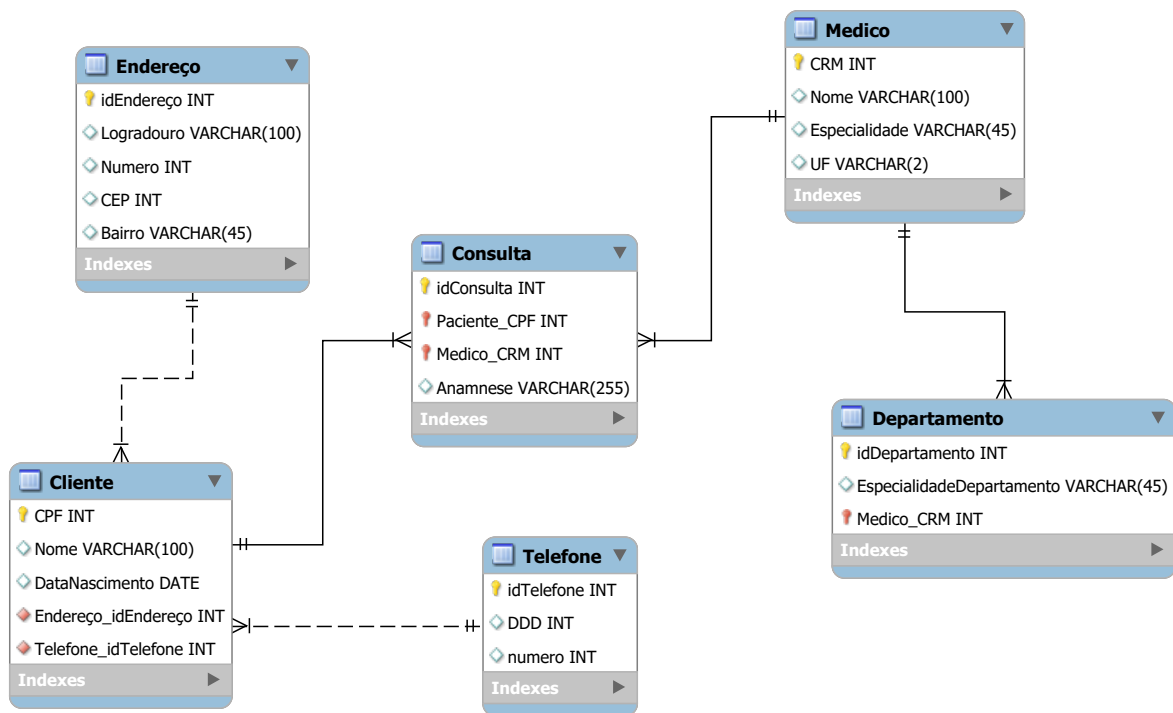 Endereço
idEndereço INT
Logradouro VARCHAR(100)
Numero INT
CEP INT
Bairro VARCHAR(45)
Indexes
Medico
CRM INT
Nome VARCHAR(100)
Especialidade VARCHAR(45)
UF VARCHAR(2)
Indexes
Consulta
idConsulta INT
Paciente_CPF INT
Medico_CRM INT
Anamnese VARCHAR(255)
Indexes
Departamento
idDepartamento INT
EspecialidadeDepartamento VARCHAR(45)
Medico_CRM INT
Indexes
Cliente
CPF INT
Nome VARCHAR(100)
DataNascimento DATE
Endereço_idEndereço INT
Telefone_idTelefone INT
Indexes
Telefone
idTelefone INT
DDD INT
numero INT
Indexes